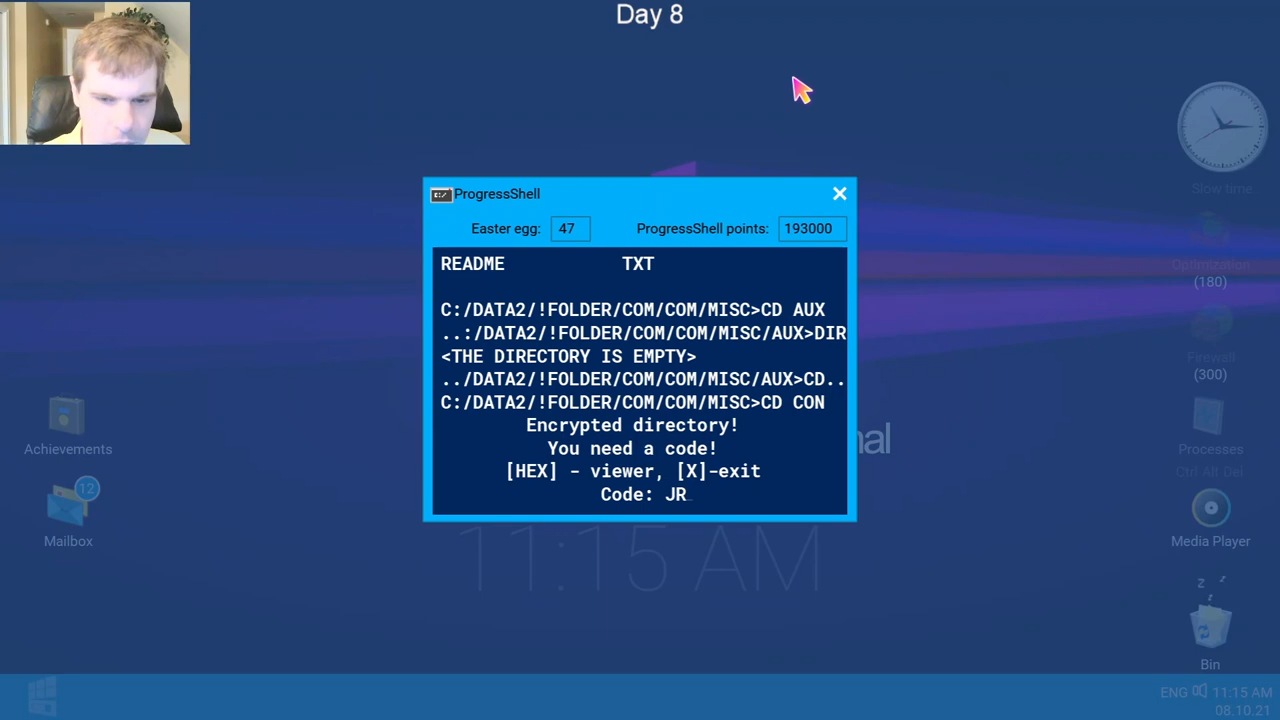 Day 8
ProgressShell
Easter egg: 47 ProgressShell points: 193000
README TXT
C:/DATA2/!FOLDER/COM/COM/MISC>CD AUX
..:/DATA2/!FOLDER/COM/COM/MISC/AUX>DIR
<THE DIRECTORY IS EMPTY>
../DATA2/!FOLDER/COM/COM/MISC/AUX>CD..
C:/DATA2/!FOLDER/COM/COM/MISC>CD CON
Encrypted directory!
You need a code!
[HEX] - viewer, [X]-exit
Code: JR_
nal
11:15 AM
Achievements
12
Mailbox
Slow time
Optimization
(180)
Firewall
(300)
Processes
Ctrl Alt Del
Media Player
Bin
ENG 11:15 AM
08.10.21